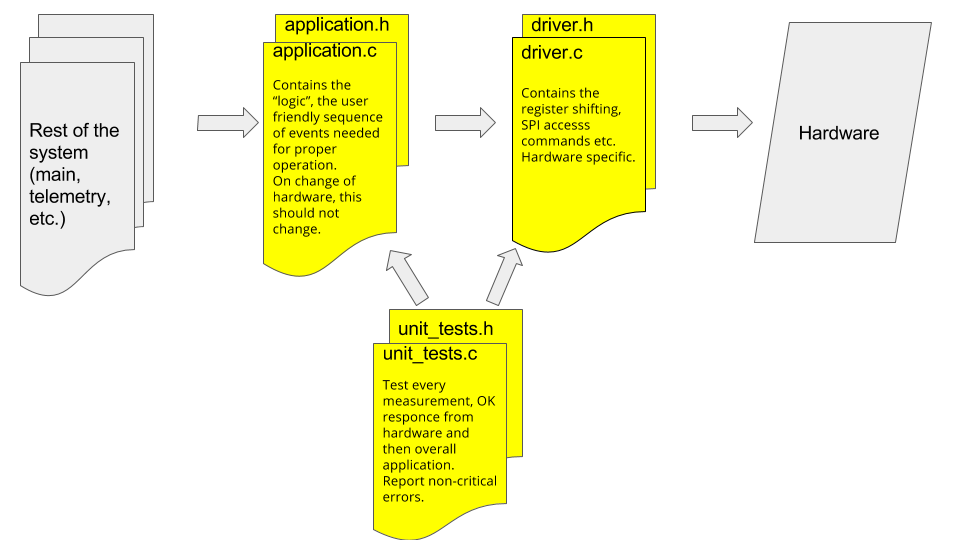 Rest of the
system
(main,
telemetry,
etc.)
application.h
application.c
Contains the
“logic”, the user
friendly sequence
of events needed
for proper
operation.
On change of
hardware, this
should not
change.
driver.h
driver.c
Contains the
register shifting,
SPI accesss
commands etc.
Hardware specific.
Hardware
unit_tests.h
unit_tests.c
Test every
measurement, OK
responce from
hardware and
then overall
application.
Report non-critical
errors.